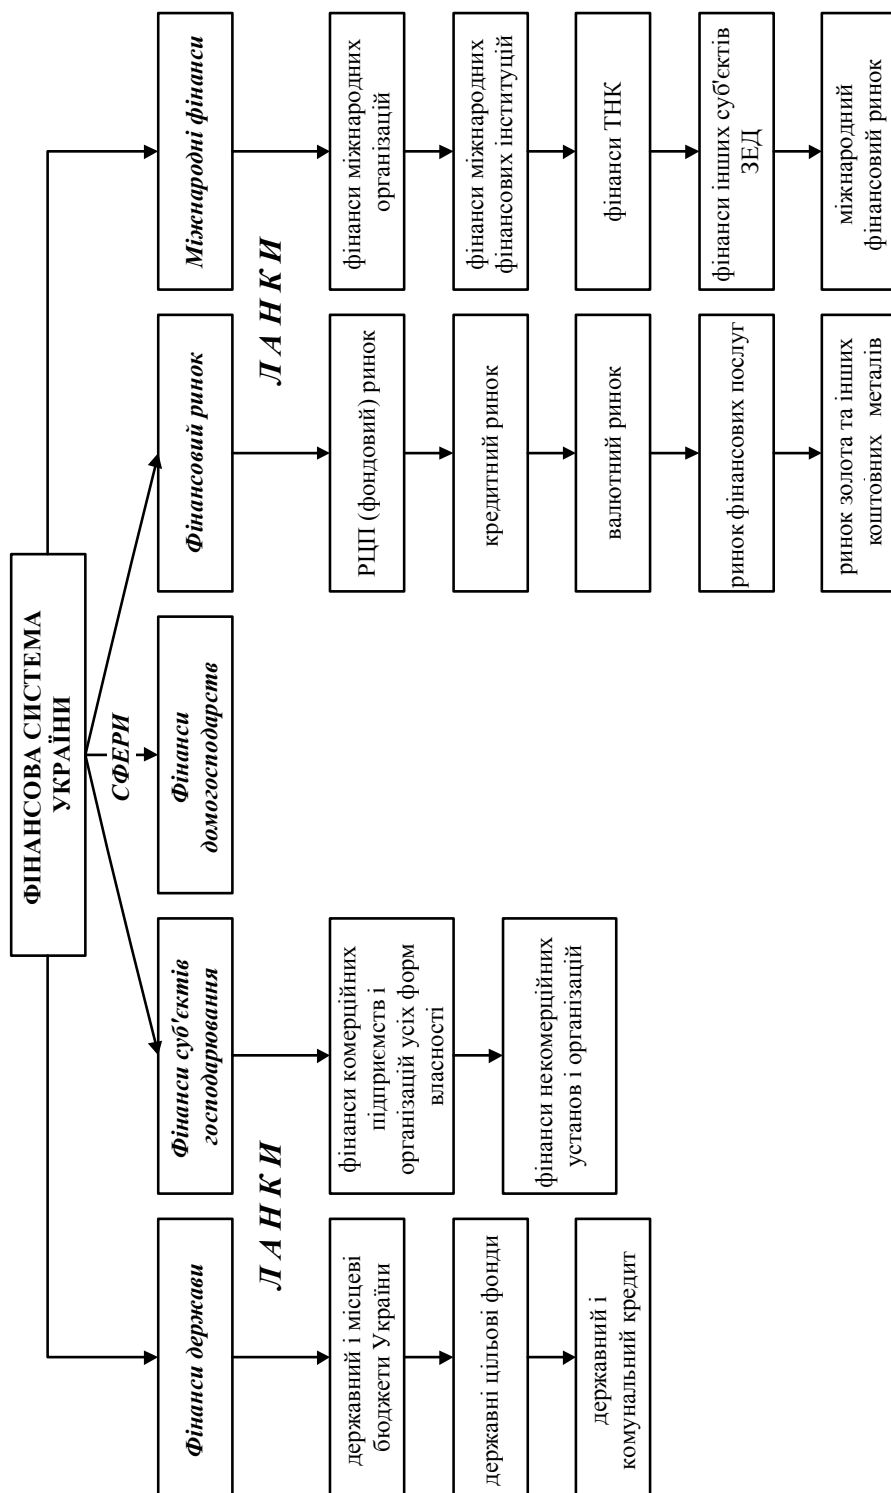 ФІНАНСОВА СИСТЕМА
УКРАЇНИ
СФЕРИ
Фінанси держави
Фінанси суб'єктів
господарювання
Фінанси
домогосподарств
Фінансовий ринок
Міжнародні фінанси
Л А Н К И
Л А Н К И
державний і місцеві
бюджети України
державні цільові фонди
державний і
комунальний кредит
фінанси комерційних
підприємств і
організацій усіх форм
власності
фінанси некомерційних
установ і організацій
РЦП (фондовий) ринок
кредитний ринок
валютний ринок
ринок фінансових послуг
ринок золота та інших
коштовних металів
фінанси міжнародних
організацій
фінанси міжнародних
фінансових інституцій
фінанси ТНК
фінанси інших суб'єктів
ЗЕД
міжнародний
фінансовий ринок